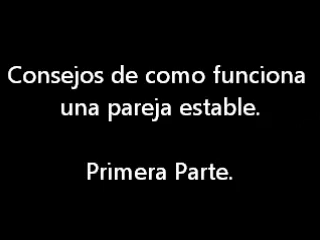 Consejos de como funciona
una pareja estable.
Primera Parte.